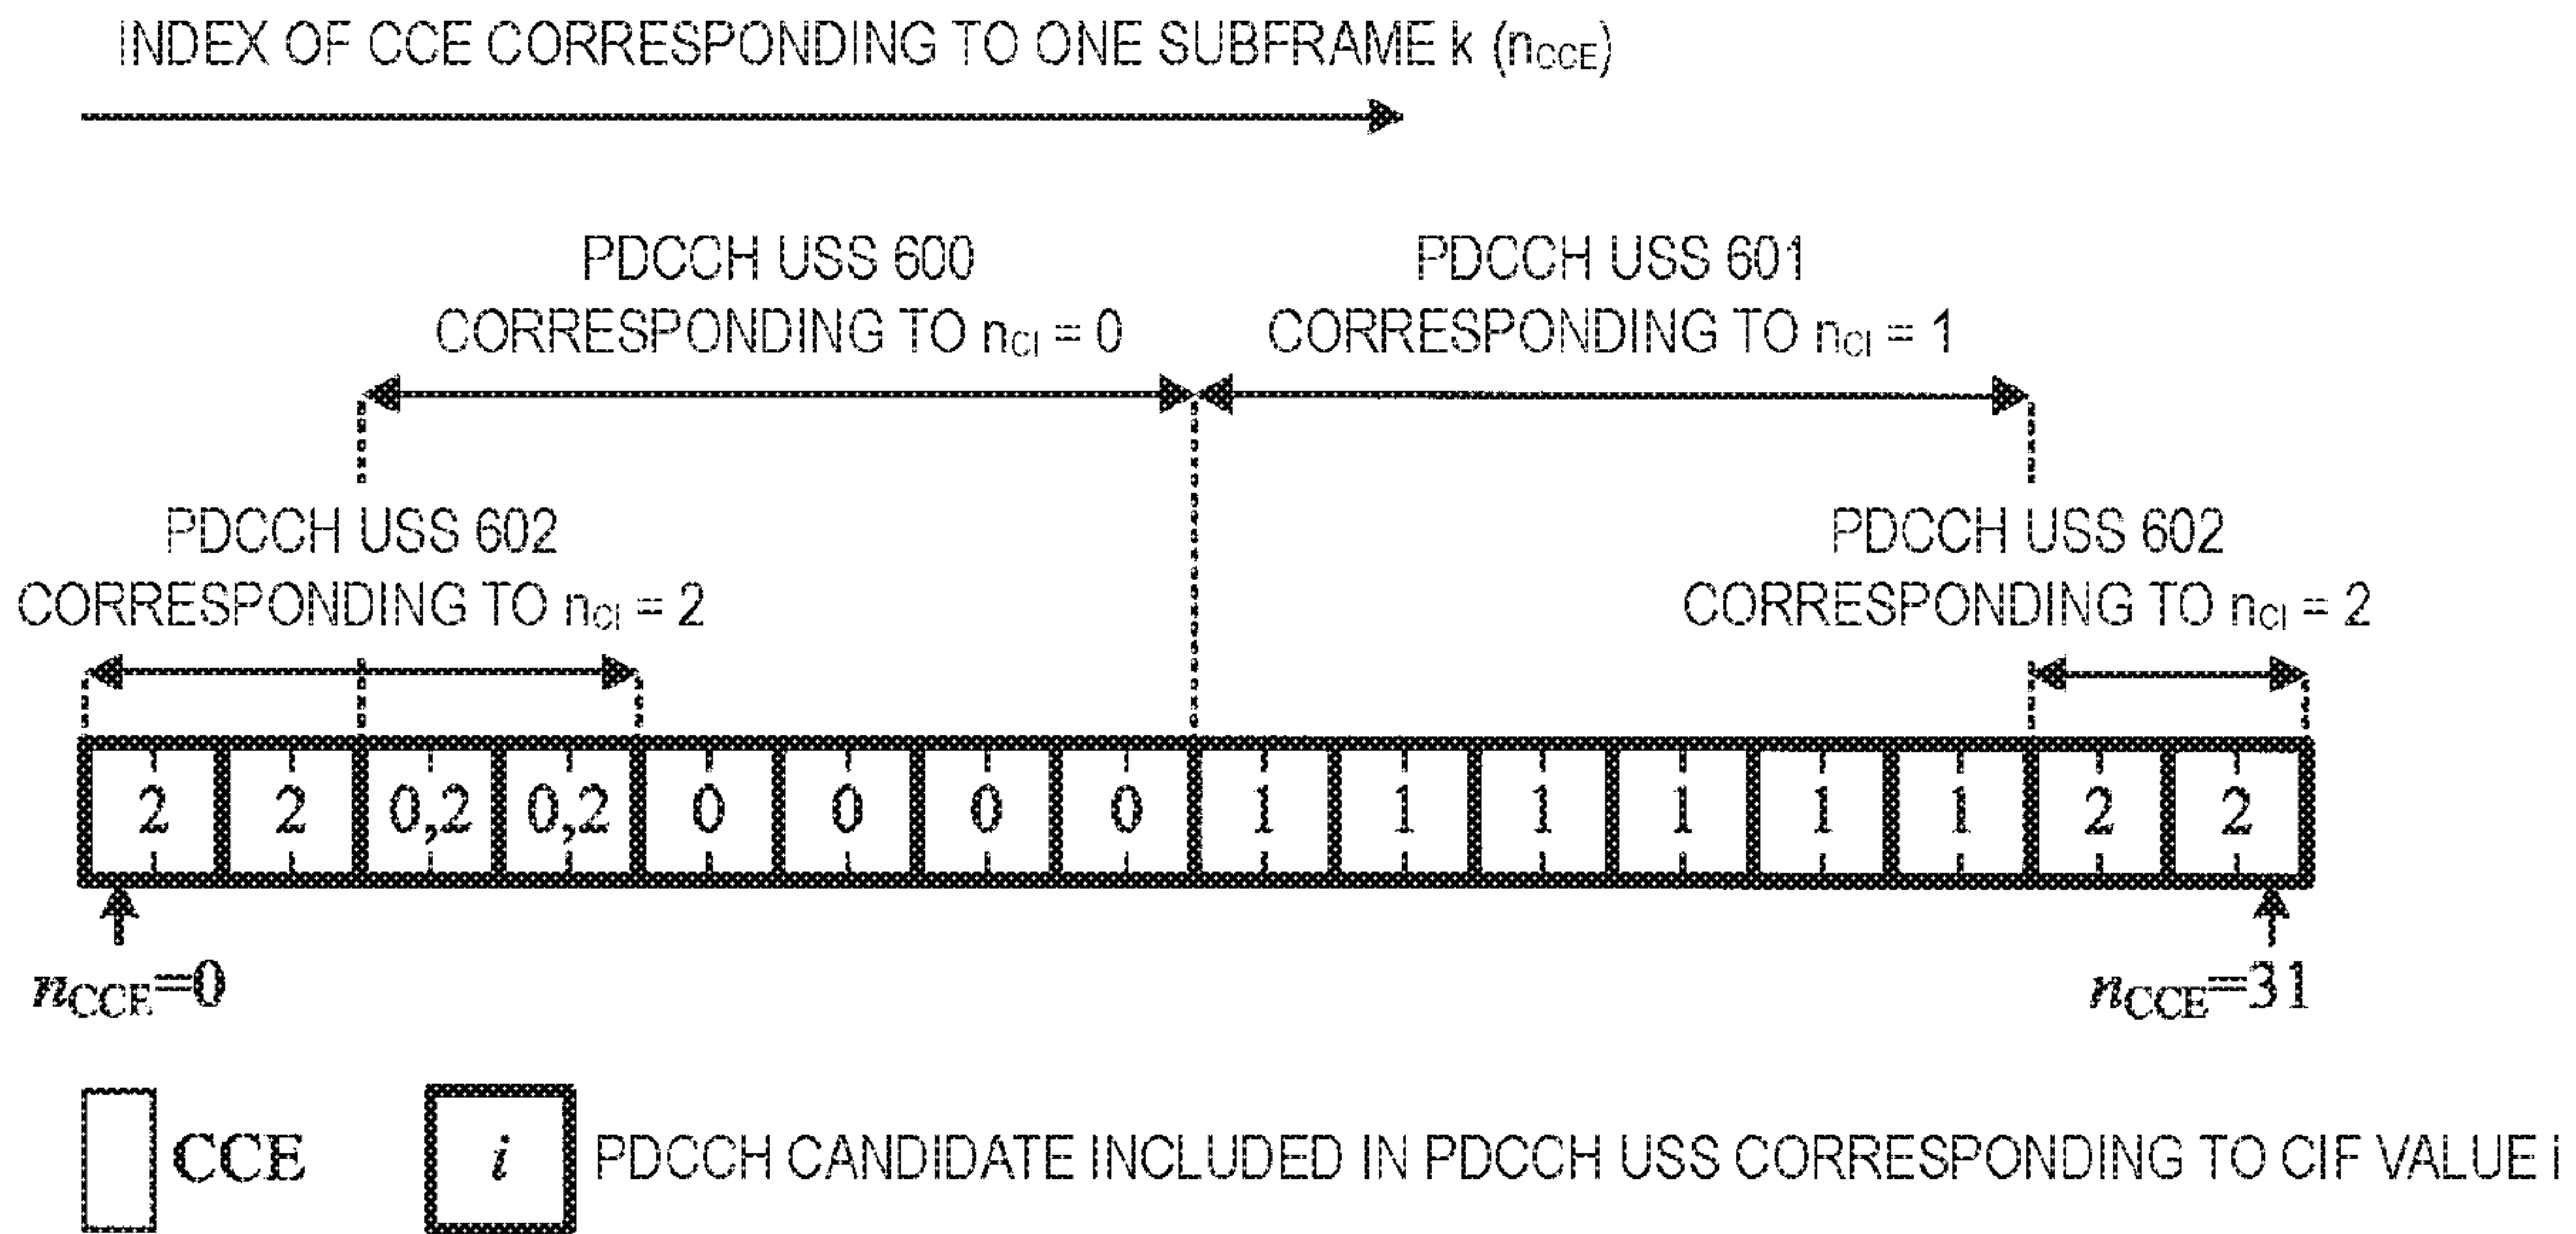 INDEX OF CCE CORRESPONDING TO ONE SUBFRAME k (nCCE)
PDCCH USS 600
CORRESPONDING TO nCI = 0
PDCCH USS 601
CORRESPONDING TO nCI = 1
PDCCH USS 602
CORRESPONDING TO nCI = 2
PDCCH USS 602
CORRESPONDING TO nCI = 2
2 2 0,2 0,2 0 0 0 0 1 1 1 1 1 1 2 2
nCCE=0
nCCE=31
CCE
i
PDCCH CANDIDATE INCLUDED IN PDCCH USS CORRESPONDING TO CIF VALUE i